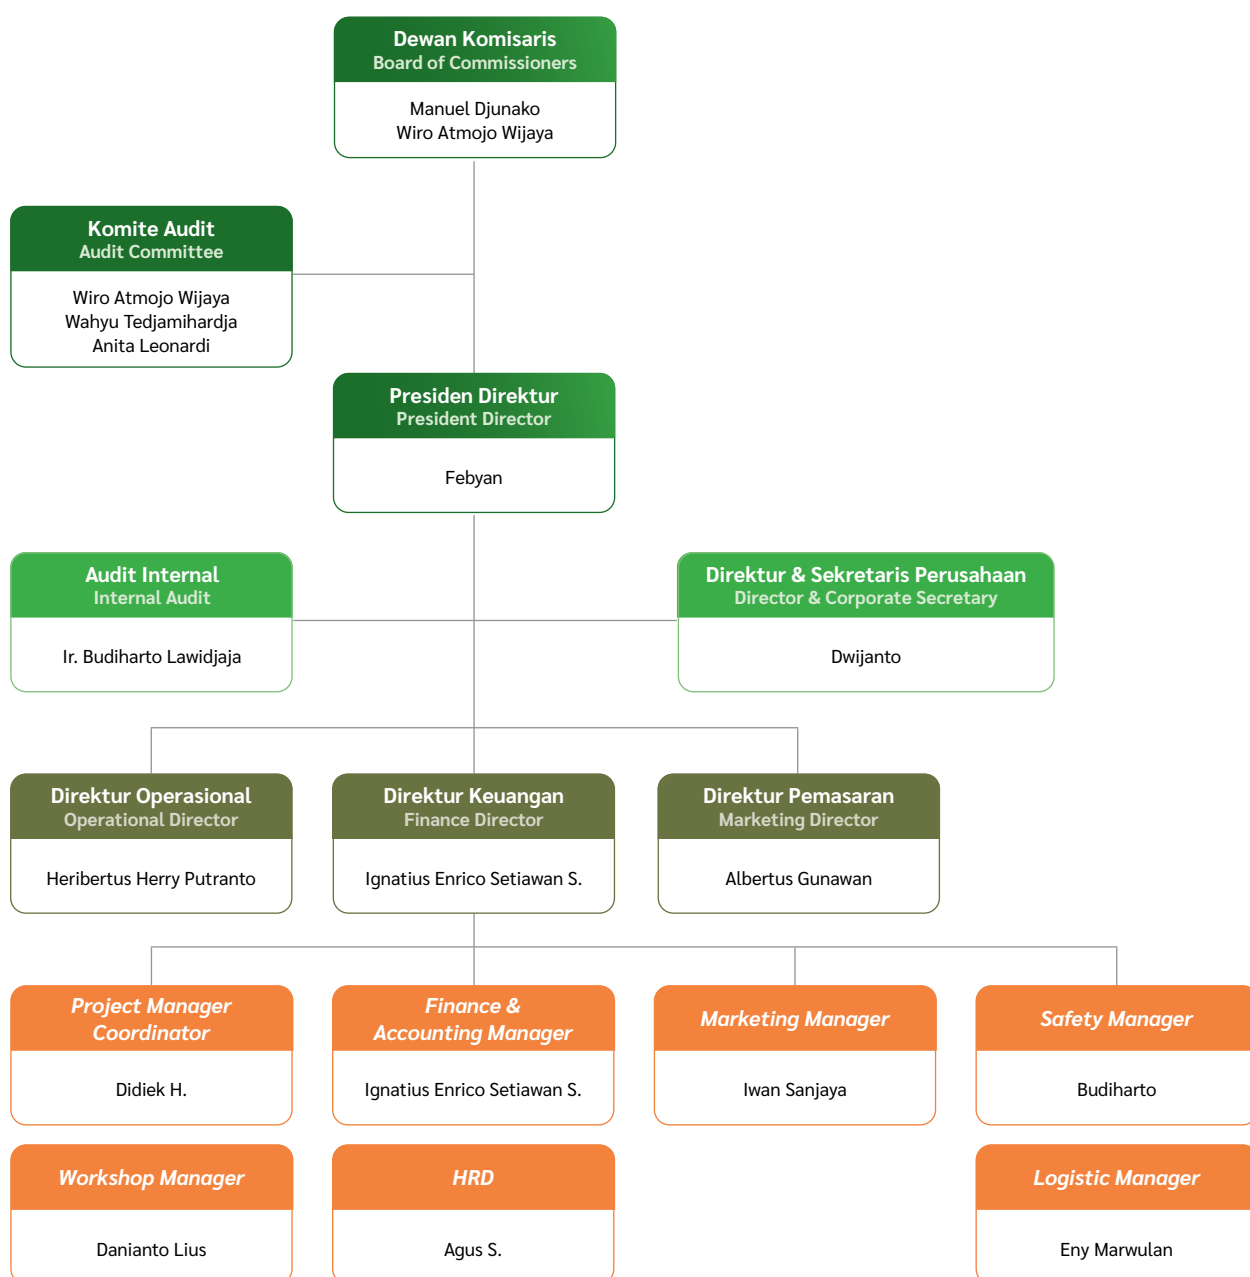 Dewan Komisaris
Board of Commissioners
Manuel Djunako
Wiro Atmojo Wijaya
Komite Audit
Audit Committee
Wiro Atmojo Wijaya
Wahyu Tedjamihardja
Anita Leonardi
Presiden Direktur
President Director
Febyan
Audit Internal
Internal Audit
Ir. Budiharto Lawidjaja
Direktur & Sekretaris Perusahaan
Director & Corporate Secretary
Dwijanto
Direktur Operasional
Operational Director
Heribertus Herry Putranto
Direktur Keuangan
Finance Director
Ignatius Enrico Setiawan S.
Direktur Pemasaran
Marketing Director
Albertus Gunawan
Project Manager
Coordinator
Didiek H.
Finance &
Accounting Manager
Ignatius Enrico Setiawan S.
Marketing Manager
Iwan Sanjaya
Safety Manager
Budiharto
Workshop Manager
Danianto Lius
HRD
Agus S.
Logistic Manager
Eny Marwulan